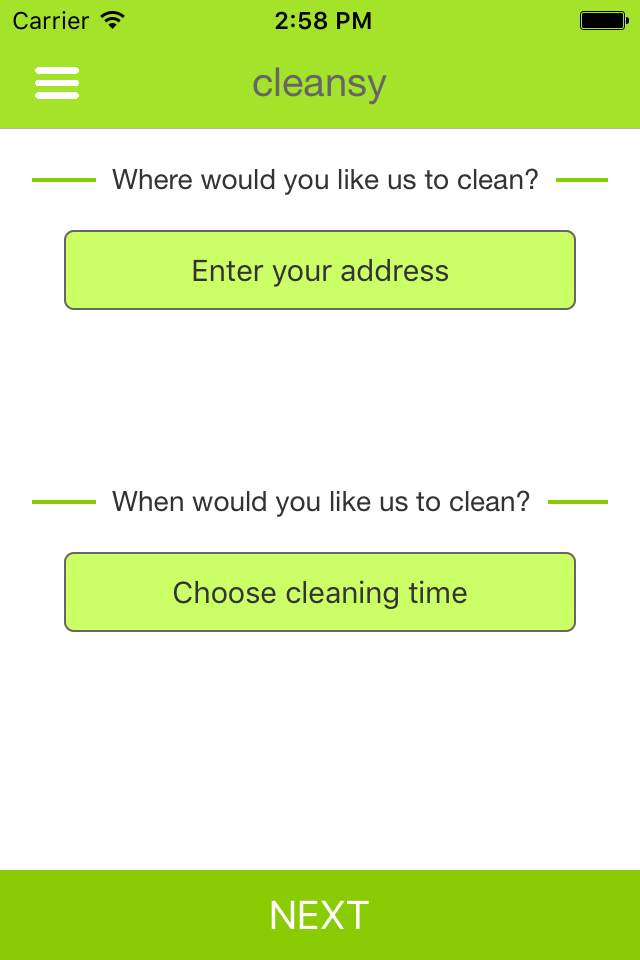 Carrier 2:58 PM
cleansy
Where would you like us to clean?
Enter your address
When would you like us to clean?
Choose cleaning time
NEXT